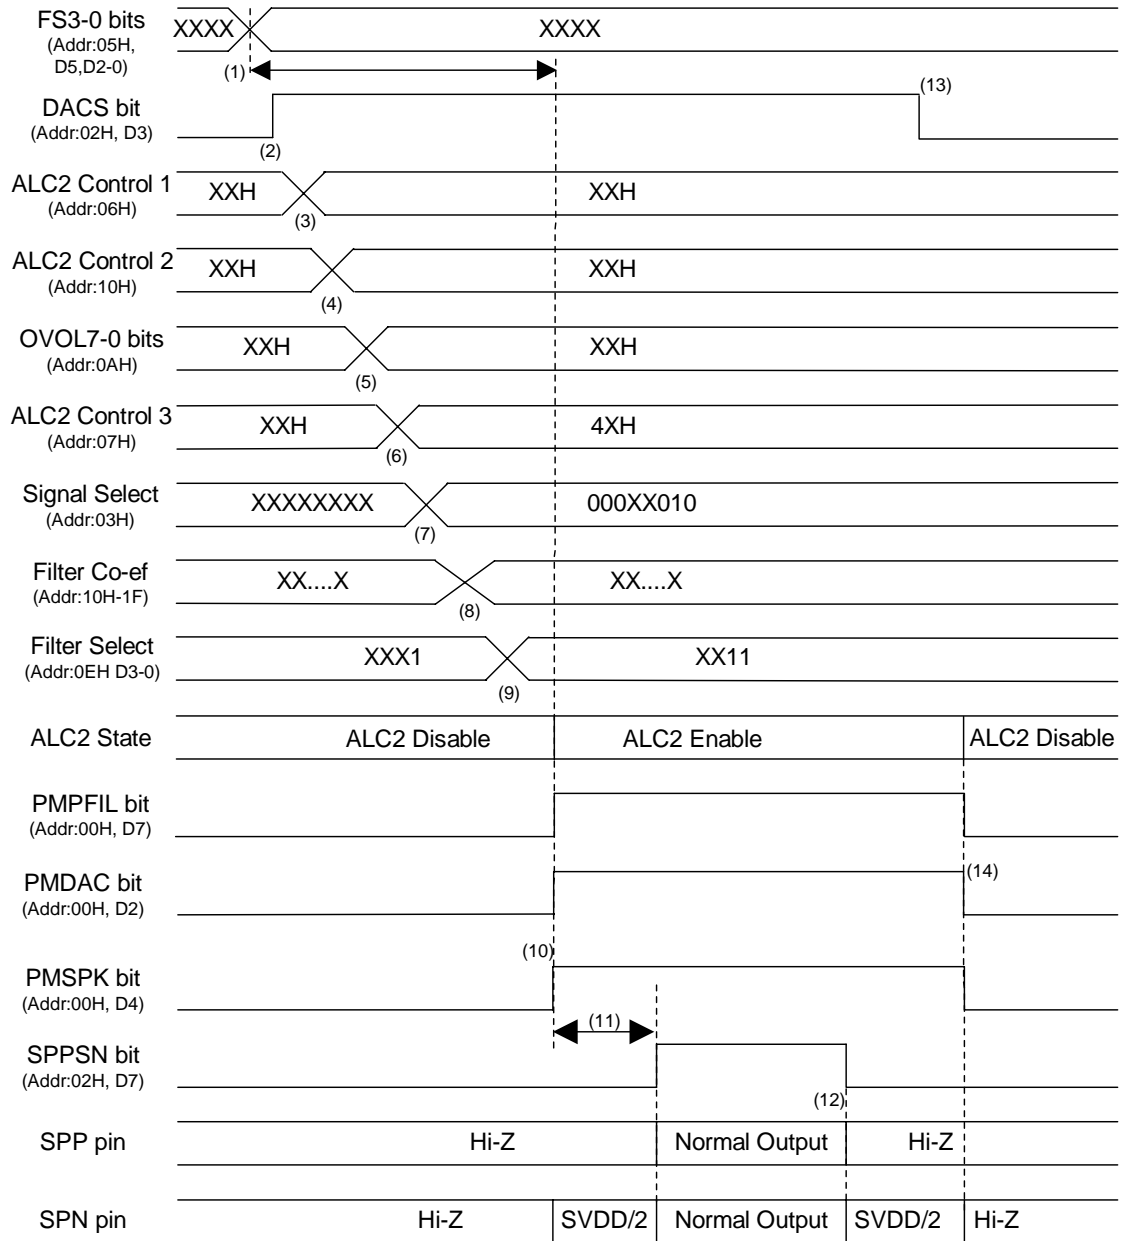 FS3-0 bits
(Addr:05H,
D5,D2-0)
XXXX
XXXX
(1)
DACS bit
(Addr:02H, D3)
(2)
(13)
ALC2 Control 1
(Addr:06H)
XXH
XXH
(3)
ALC2 Control 2
(Addr:10H)
XXH
XXH
(4)
OVOL7-0 bits
(Addr:0AH)
XXH
XXH
(5)
ALC2 Control 3
(Addr:07H)
XXH
4XH
(6)
Signal Select
(Addr:03H)
XXXXXXXX
000XX010
(7)
Filter Co-ef
(Addr:10H-1F)
XX....X
XX....X
(8)
Filter Select
(Addr:0EH D3-0)
XXX1
XX11
(9)
ALC2 State
ALC2 Disable
ALC2 Enable
ALC2 Disable
PMPFIL bit
(Addr:00H, D7)
PMDAC bit
(Addr:00H, D2)
(14)
(10)
PMSPK bit
(Addr:00H, D4)
(11)
SPPSN bit
(Addr:02H, D7)
(12)
SPP pin
Hi-Z
Normal Output
Hi-Z
SPN pin
Hi-Z
SVDD/2
Normal Output
SVDD/2
Hi-Z